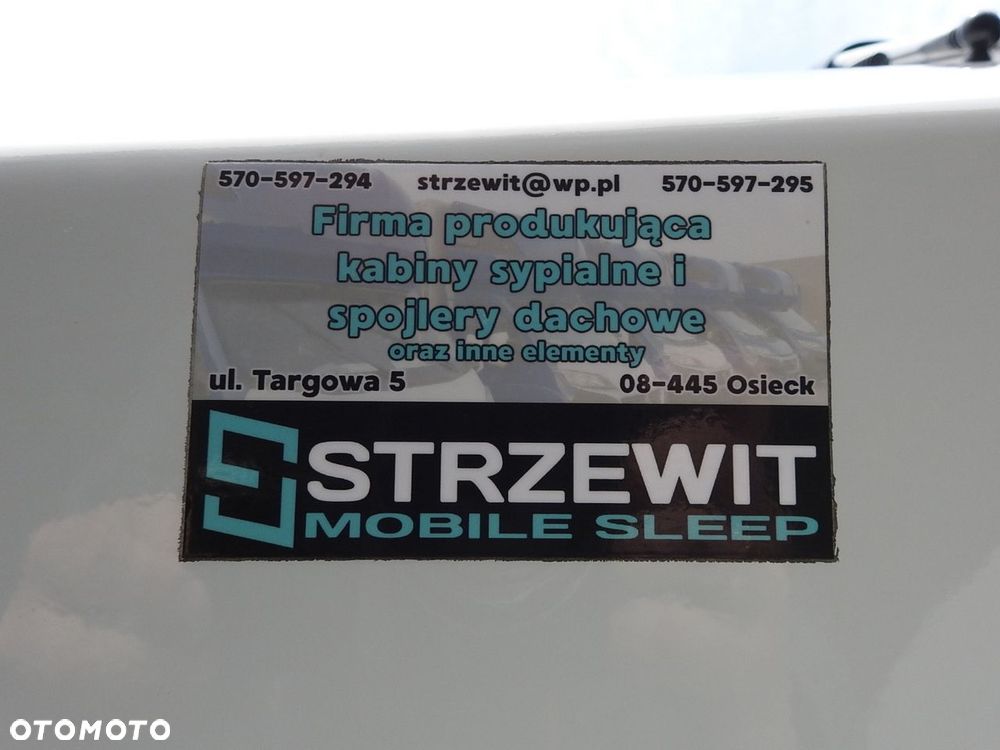 570-597-294 strzewit@wp.pl 570-597-295
Firma produkująca
kabiny sypialne i
spojlery dachowe
oraz inne elementy
ul. Targowa 5 08-445 Osieck
STRZEWIT
MOBILE SLEEP
OTOMOTO